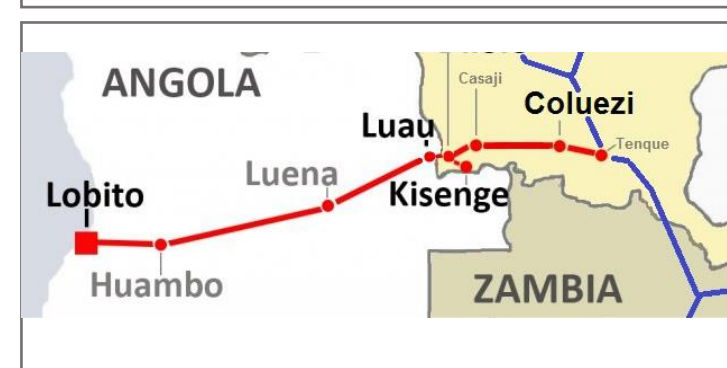 ANGOLA
Casaji
Coluezi
Luau
Tenque
Luena
Kisenge
Lobito
Huambo
ZAMBIA